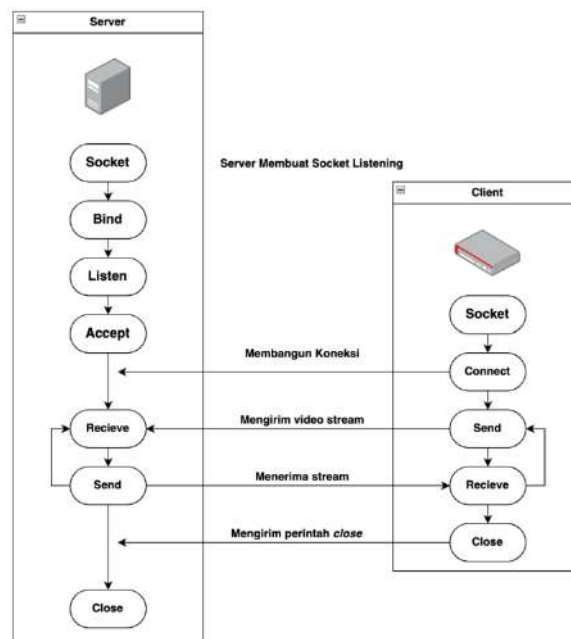 Server
Socket
Server Membuat Socket Listening
Bind
Client
Listen
Socket
Accept
Membangun Koneksi
Connect
Recieve
Mengirim video stream
Send
Send
Menerima stream
Recieve
Mengirim perintah close
Close
Close